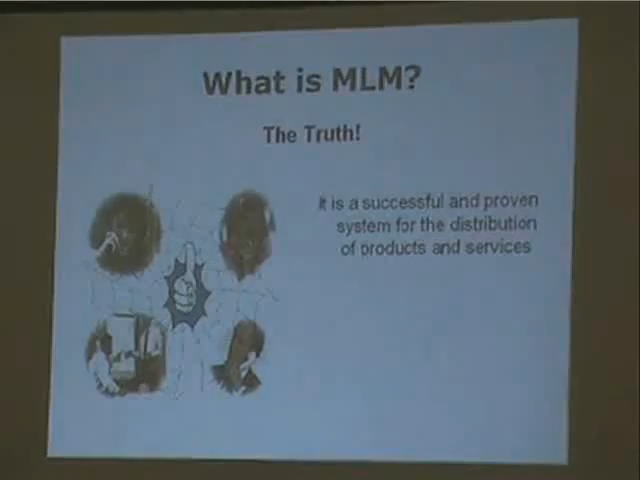 What is MLM?
The Truth!
It is a successful and proven
system for the distribution
of products and services